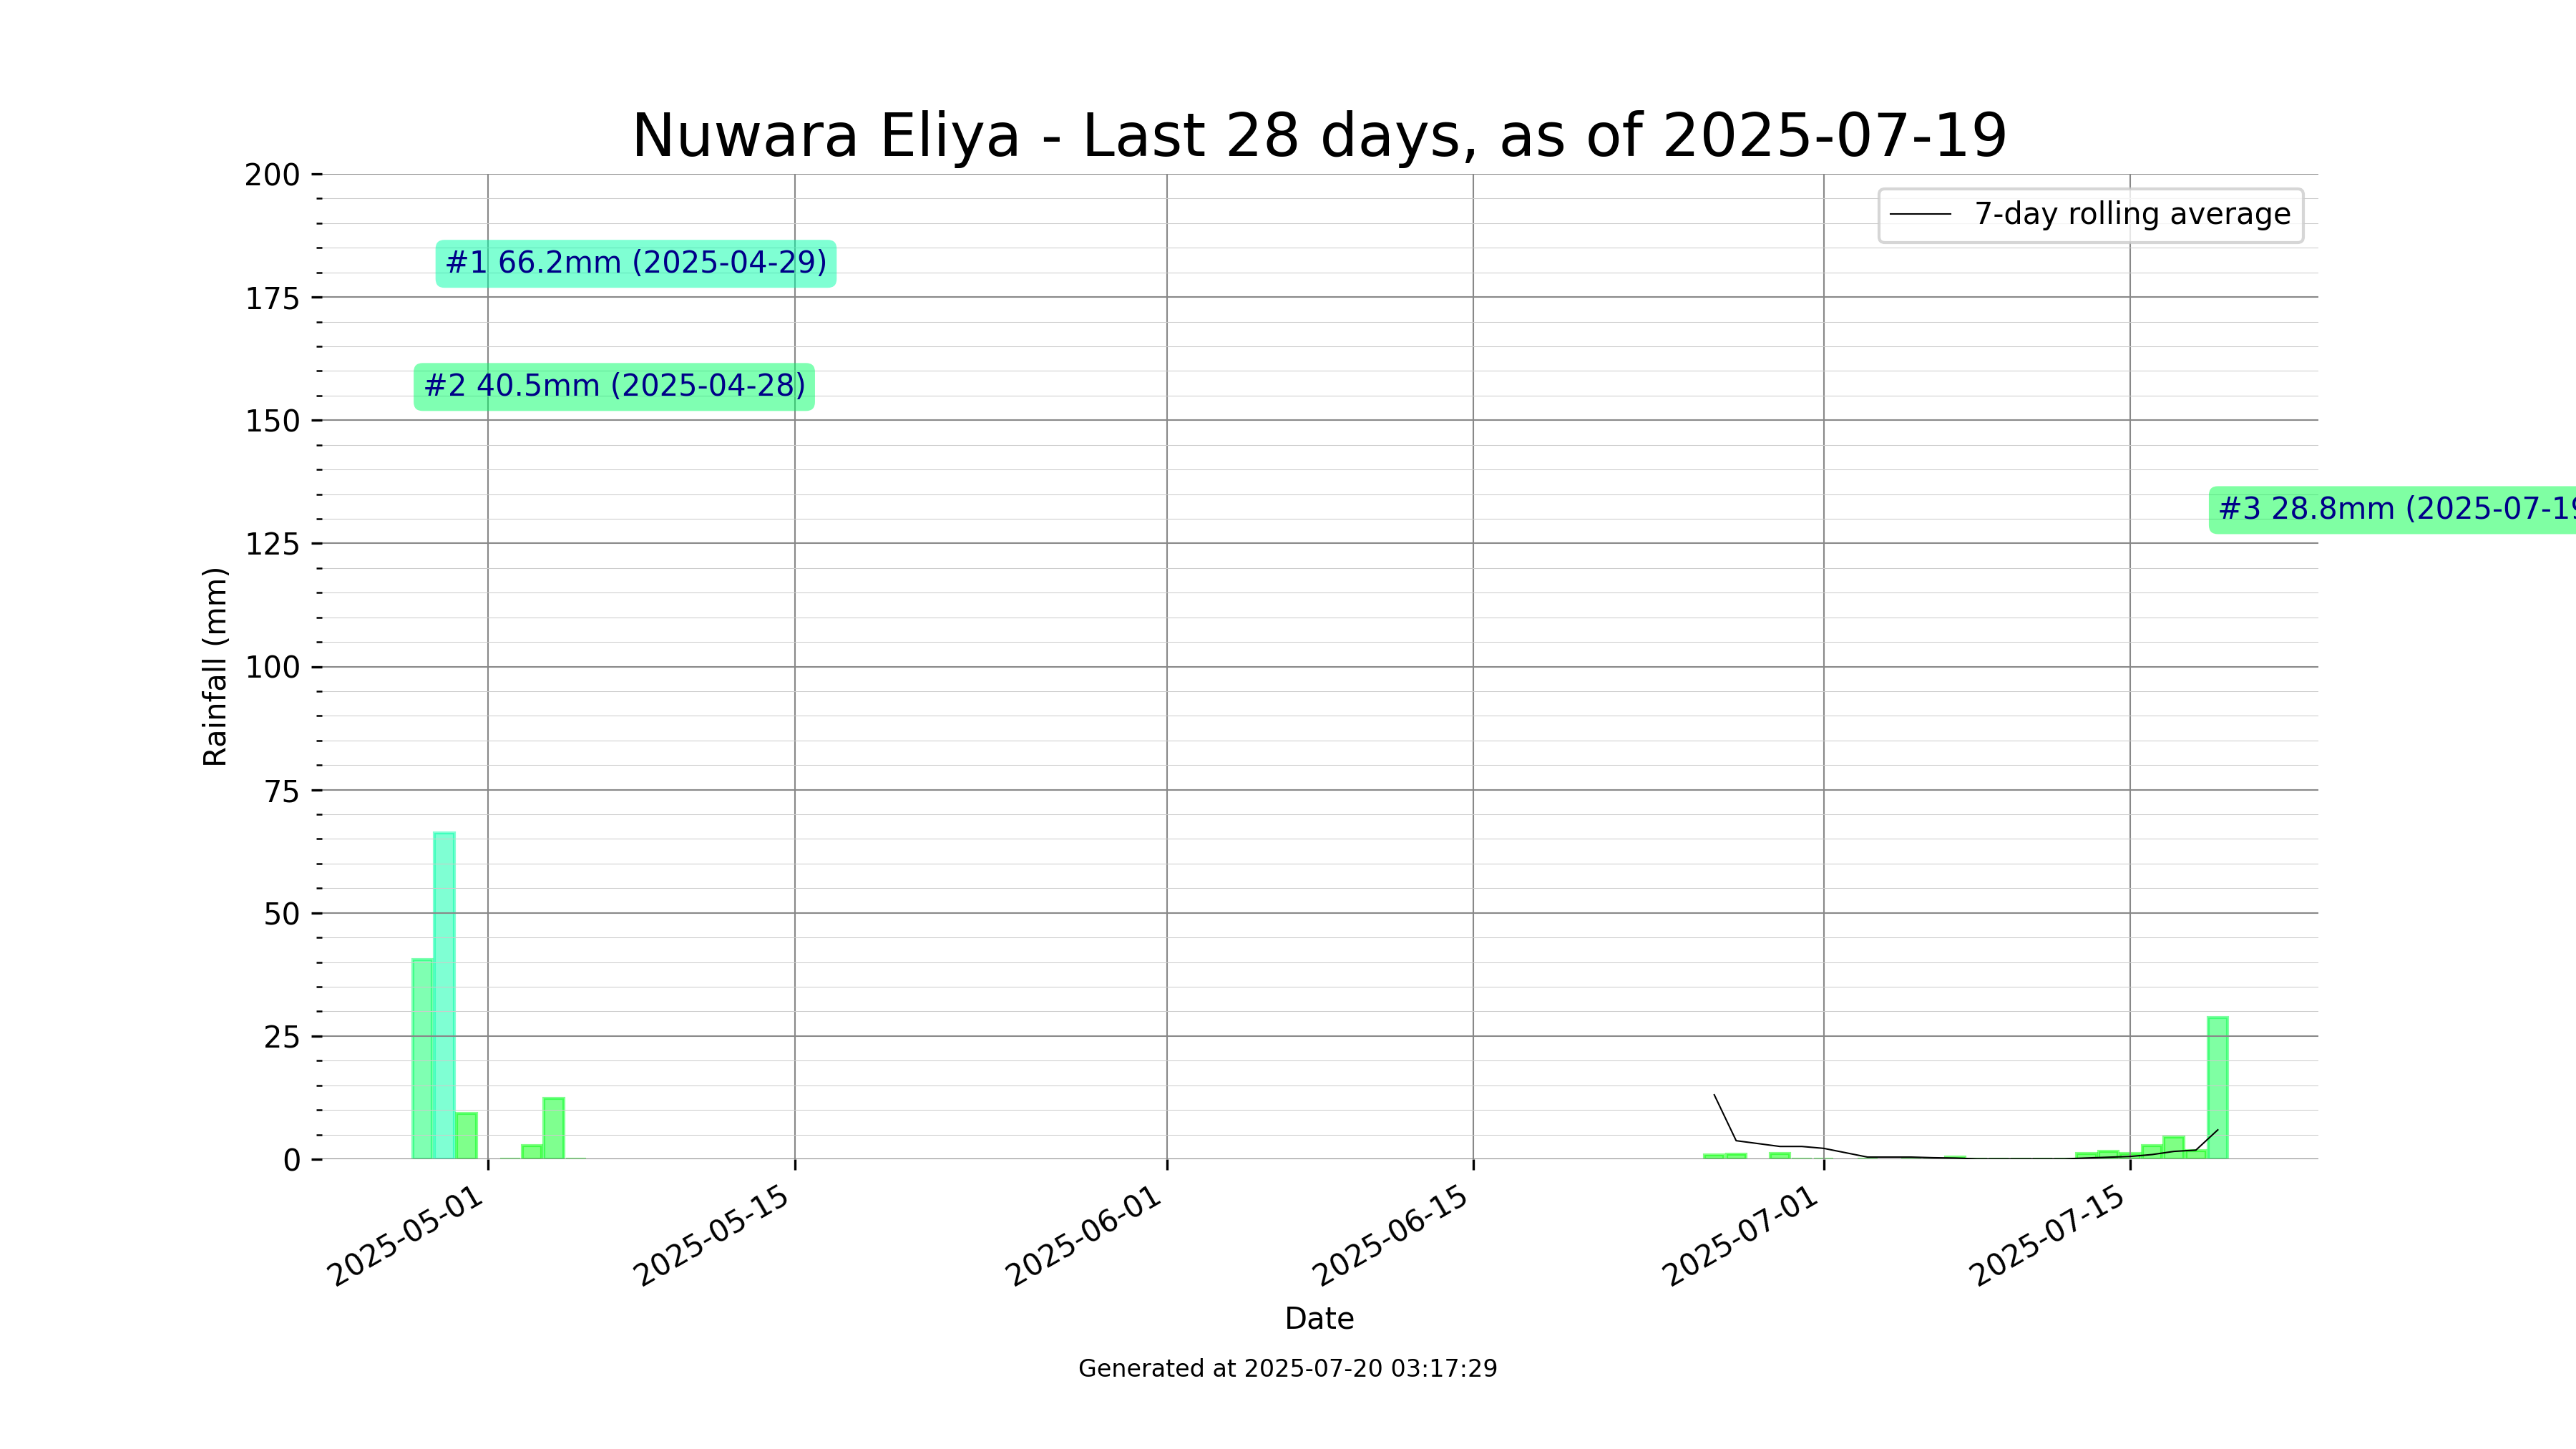 Nuwara Eliya - Last 28 days, as of 2025-07-19
200
175
150
125
100
75
50
25
0
Rainfall (mm)
7-day rolling average
#1 66.2mm (2025-04-29)
#2 40.5mm (2025-04-28)
#3 28.8mm (2025-07-19
2025-05-01
2025-05-15
2025-06-01
2025-06-15
2025-07-01
2025-07-15
Date
Generated at 2025-07-20 03:17:29